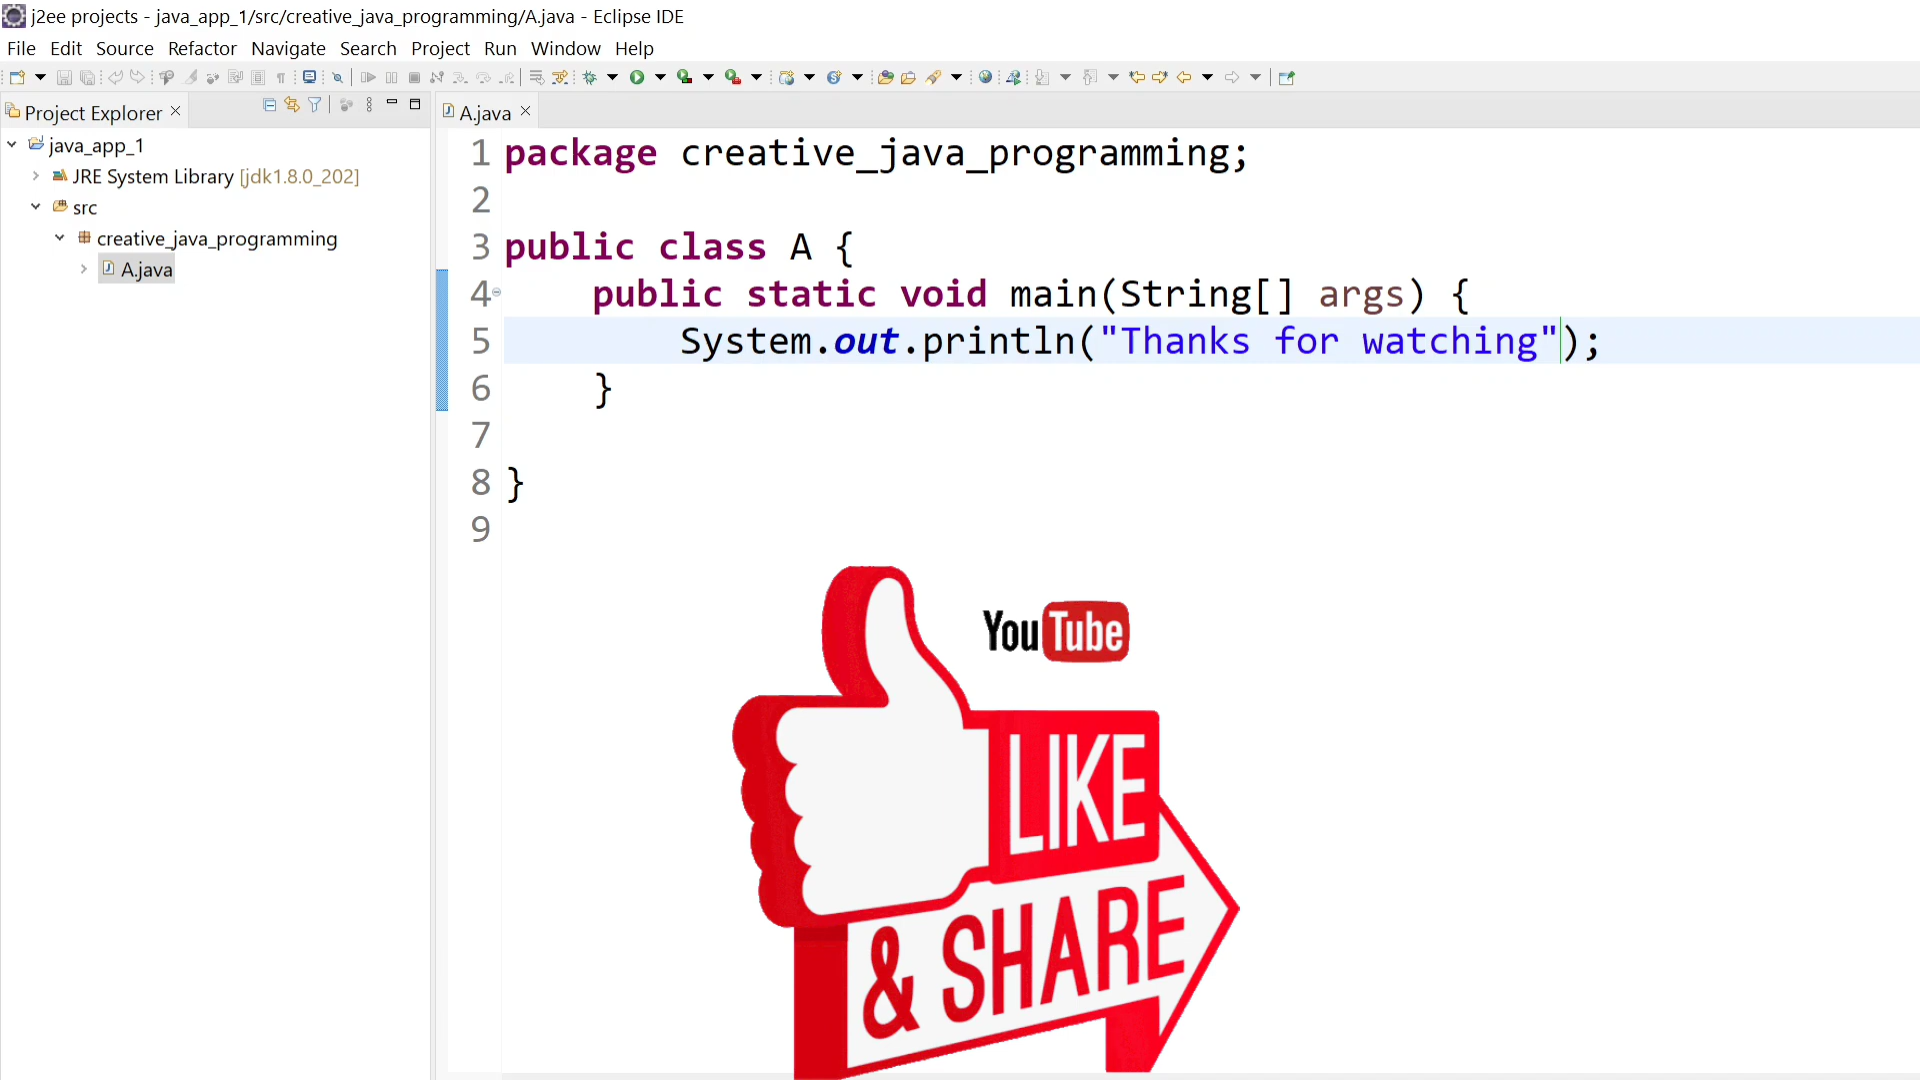 j2ee projects - java_app_1/src/creative_java_programming/A.java - Eclipse IDE
File Edit Source Refactor Navigate Search Project Run Window Help
Project Explorer
A.java
java_app_1
JRE System Library [jdk1.8.0_202]
src
creative_java_programming
A.java
1 package creative_java_programming;
2
3 public class A {
4 public static void main(String[] args) {
5 System.out.println("Thanks for watching");
6 }
7
8 }
9
YouTube
LIKE
& SHARE